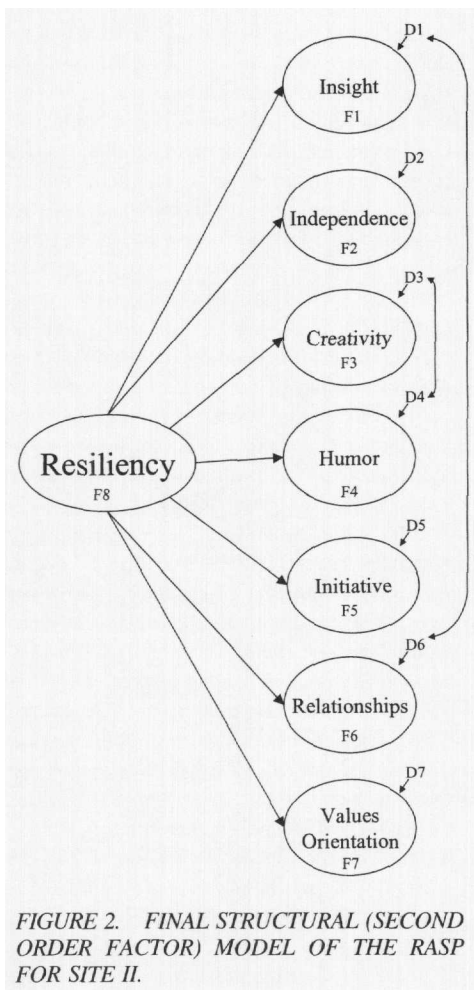 D1
Insight
F1
D2
Independence
F2
D3
Creativity
F3
D4
Resiliency
F8
Humor
F4
D5
Initiative
F5
D6
Relationships
F6
D7
Values
Orientation
F7
FIGURE 2. FINAL STRUCTURAL (SECOND
ORDER FACTOR) MODEL OF THE RASP
FOR SITE II.